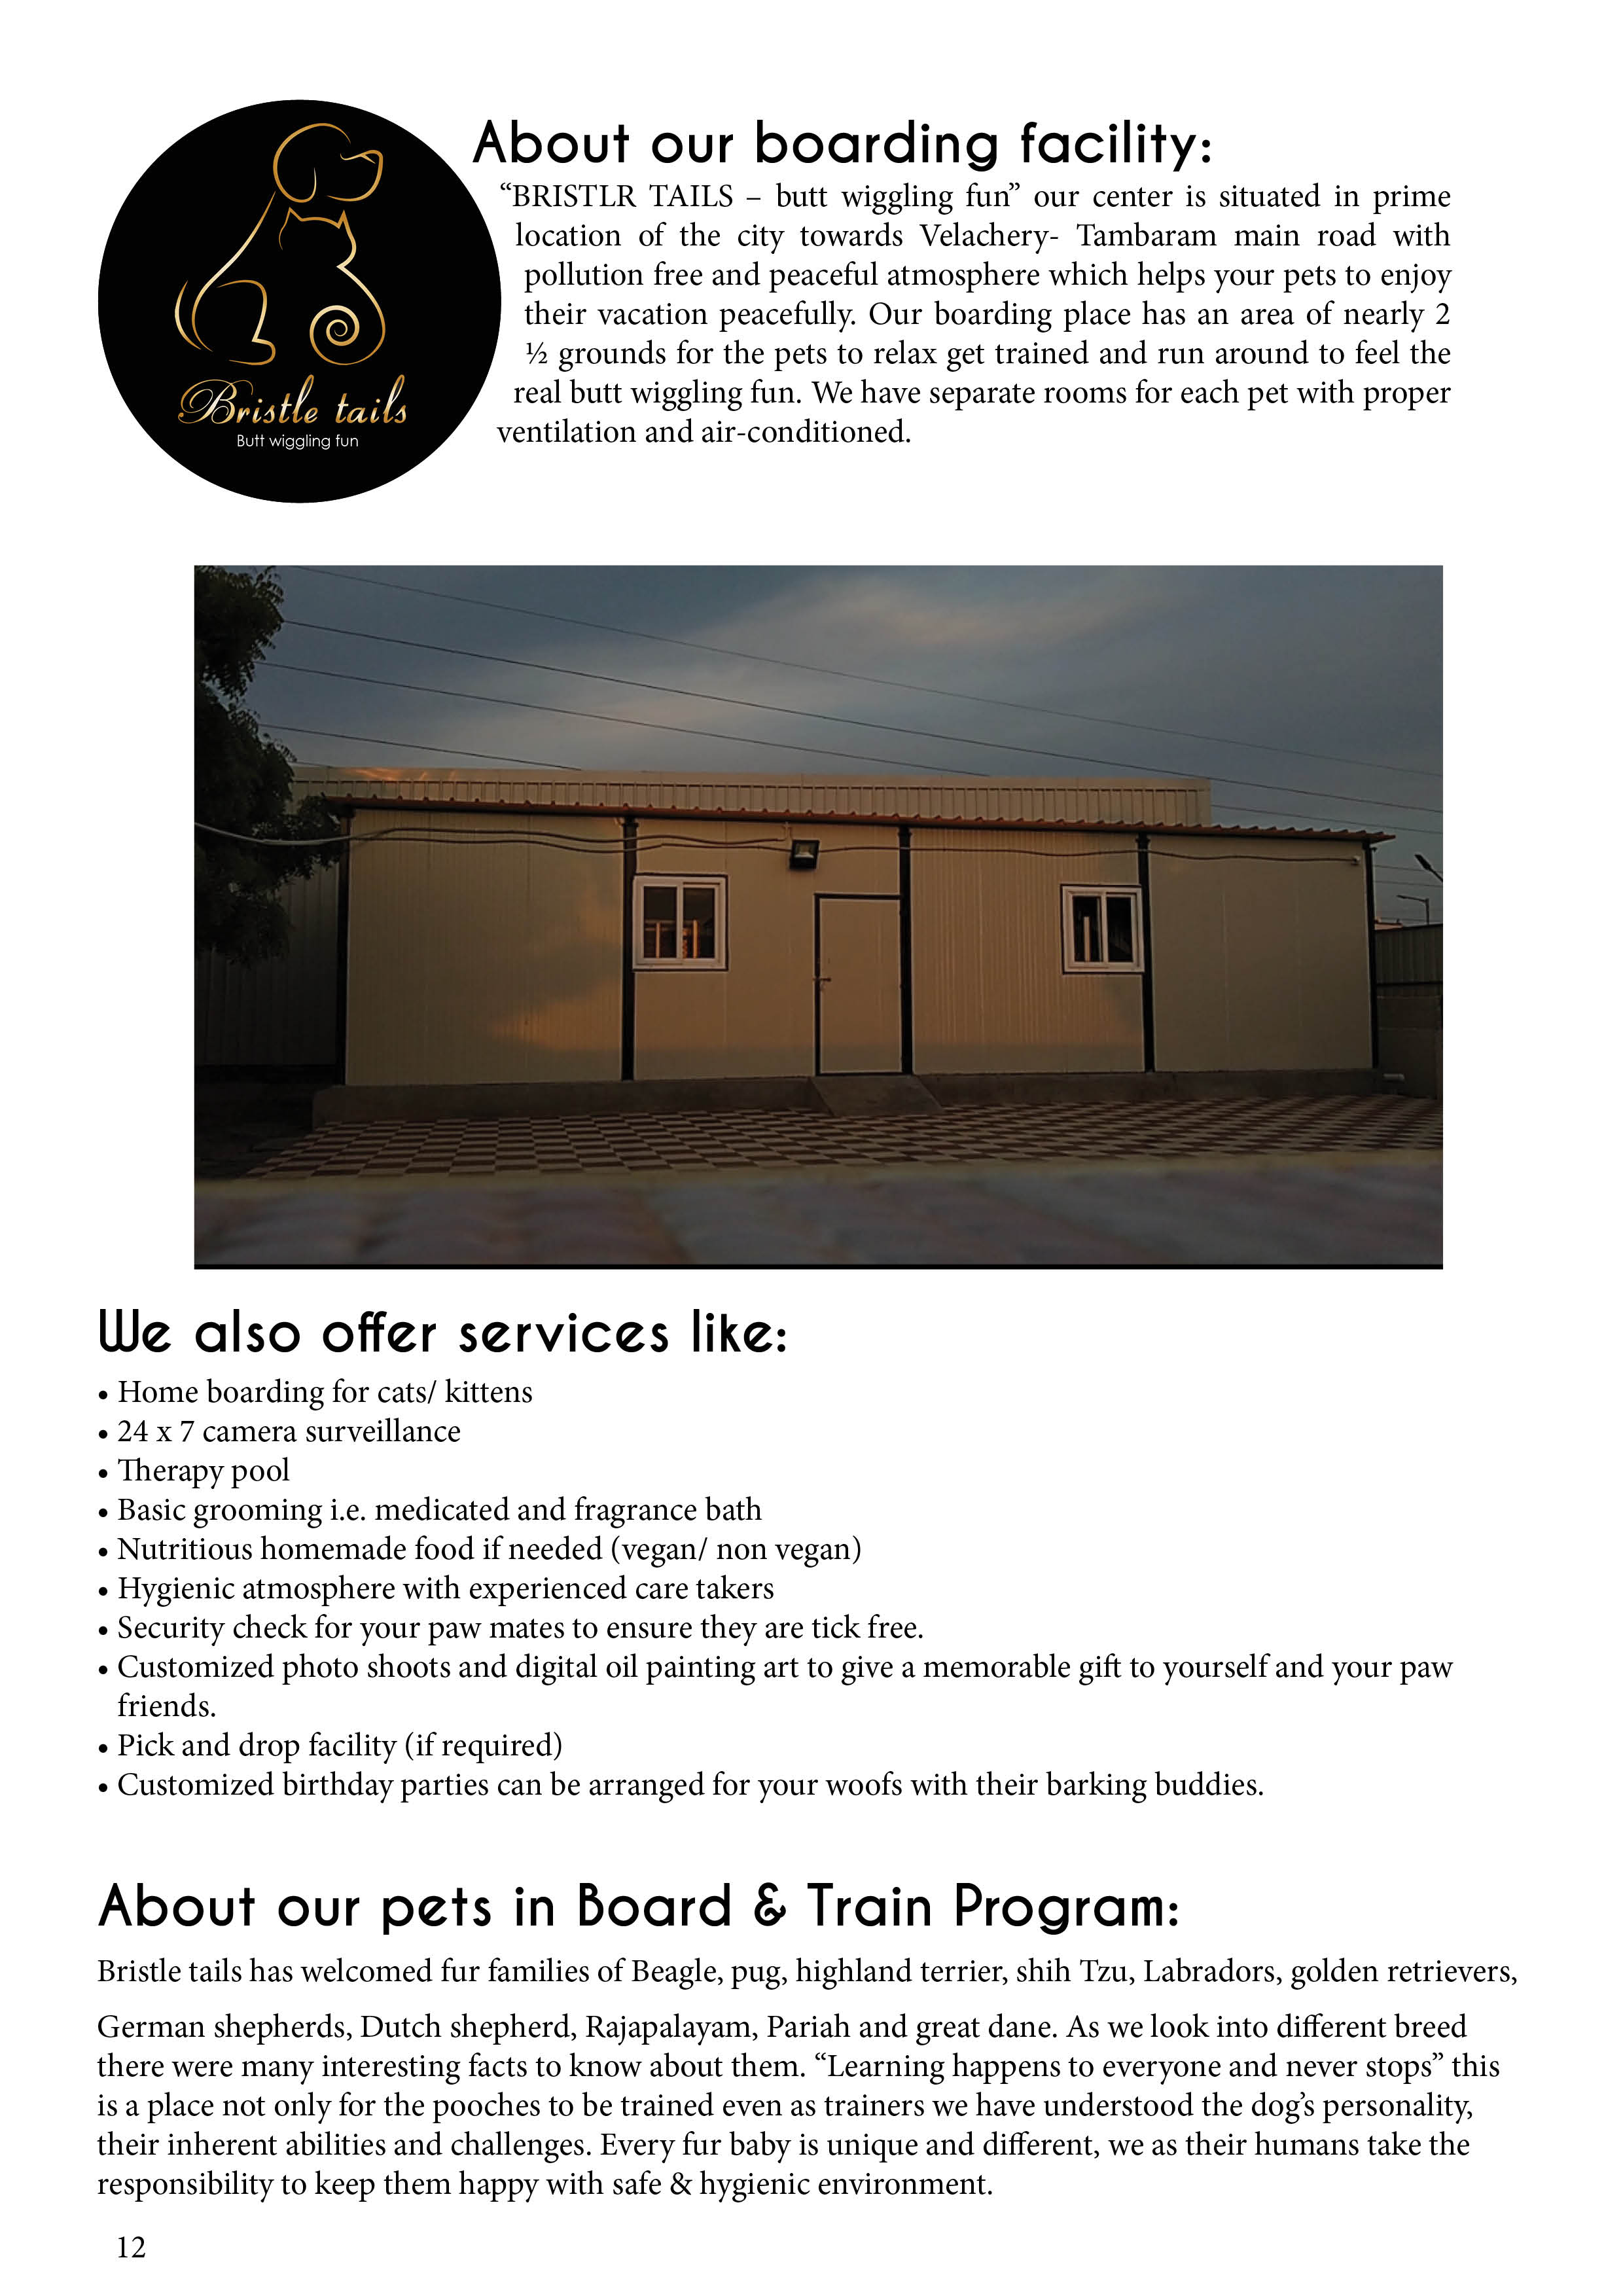 About our boarding facility:
“BRISTLR TAILS – butt wiggling fun” our center is situated in prime
location of the city towards Velachery- Tambaram main road with
pollution free and peaceful atmosphere which helps your pets to enjoy
their vacation peacefully. Our boarding place has an area of nearly 2
½ grounds for the pets to relax get trained and run around to feel the
real butt wiggling fun. We have separate rooms for each pet with proper
ventilation and air-conditioned.
Bristle tails
Butt wiggling fun
We also offer services like:
• Home boarding for cats/ kittens
• 24 x 7 camera surveillance
• Therapy pool
• Basic grooming i.e. medicated and fragrance bath
• Nutritious homemade food if needed (vegan/ non vegan)
• Hygienic atmosphere with experienced care takers
• Security check for your paw mates to ensure they are tick free.
• Customized photo shoots and digital oil painting art to give a memorable gift to yourself and your paw
friends.
• Pick and drop facility (if required)
• Customized birthday parties can be arranged for your woofs with their barking buddies.
About our pets in Board & Train Program:
Bristle tails has welcomed fur families of Beagle, pug, highland terrier, shih Tzu, Labradors, golden retrievers,
German shepherds, Dutch shepherd, Rajapalayam, Pariah and great dane. As we look into different breed
there were many interesting facts to know about them. “Learning happens to everyone and never stops” this
is a place not only for the pooches to be trained even as trainers we have understood the dog’s personality,
their inherent abilities and challenges. Every fur baby is unique and different, we as their humans take the
responsibility to keep them happy with safe & hygienic environment.
12